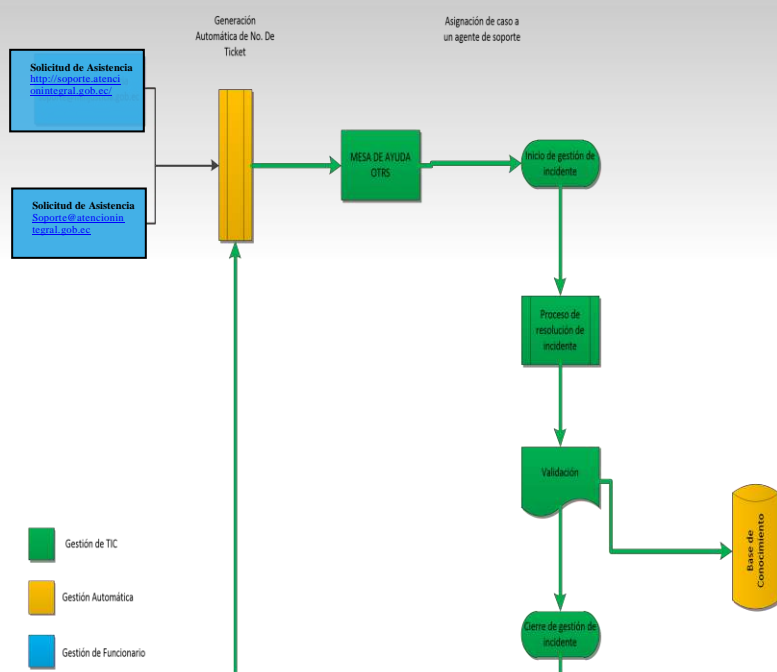 Generación
Automática de No. De
Ticket
Asignación de caso a
un agente de soporte
Solicitud de Asistencia
http://soporte.atenci
onintegral.gob.ec/
MESA DE AYUDA
OTRS
Inicio de gestión de
incidente
Solicitud de Asistencia
Soporte@atencionin
tegral.gob.ec
Proceso de
resolución de
incidente
Validación
Base de
Conocimiento
Gestión de TIC
Gestión Automática
Cierre de gestión de
incidente
Gestión de Funcionario